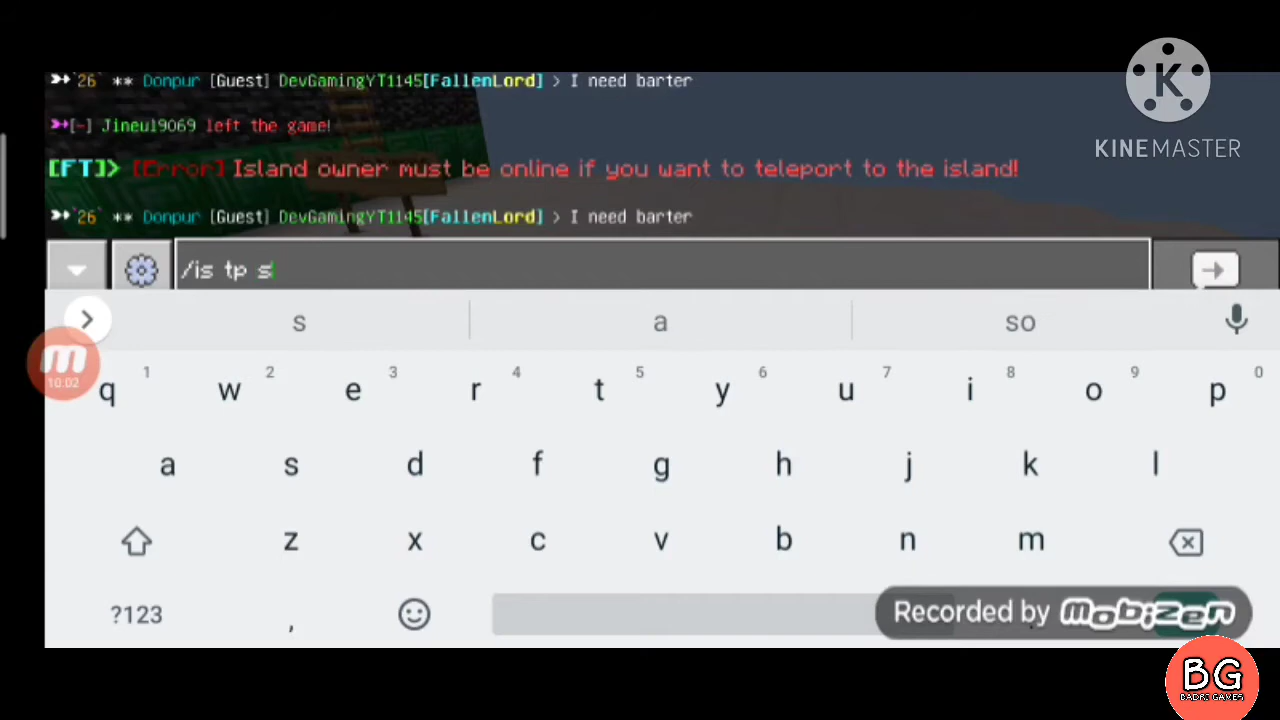 ➳`26` ** Donpur [Guest] DevGamingYT1145[FallenLord] > I need barter
➳[-] Jineul9069 left the game!
[FT]> [Error] Island owner must be online if you want to teleport to the island!
➳`26` ** Donpur [Guest] DevGamingYT1145[FallenLord] > I need barter
K
KINEMASTER
/is tp s
s a so
m
10:02
1 2 3 4 5 6 7 8 9 0
q w e r t y u i o p
a s d f g h j k l
z x c v b n m
?123 ,
Recorded by mobizen
BG
BADRI GAMES